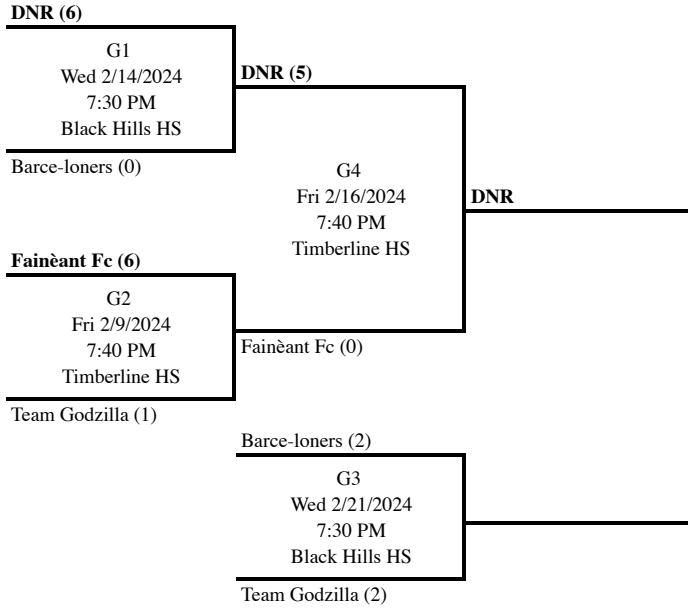 DNR (6)
G1
Wed 2/14/2024
7:30 PM
Black Hills HS
Barce-loners (0)
DNR (5)
G4
Fri 2/16/2024
7:40 PM
Timberline HS
DNR
Fainèant Fc (6)
G2
Fri 2/9/2024
7:40 PM
Timberline HS
Team Godzilla (1)
Fainèant Fc (0)
Barce-loners (2)
G3
Wed 2/21/2024
7:30 PM
Black Hills HS
Team Godzilla (2)